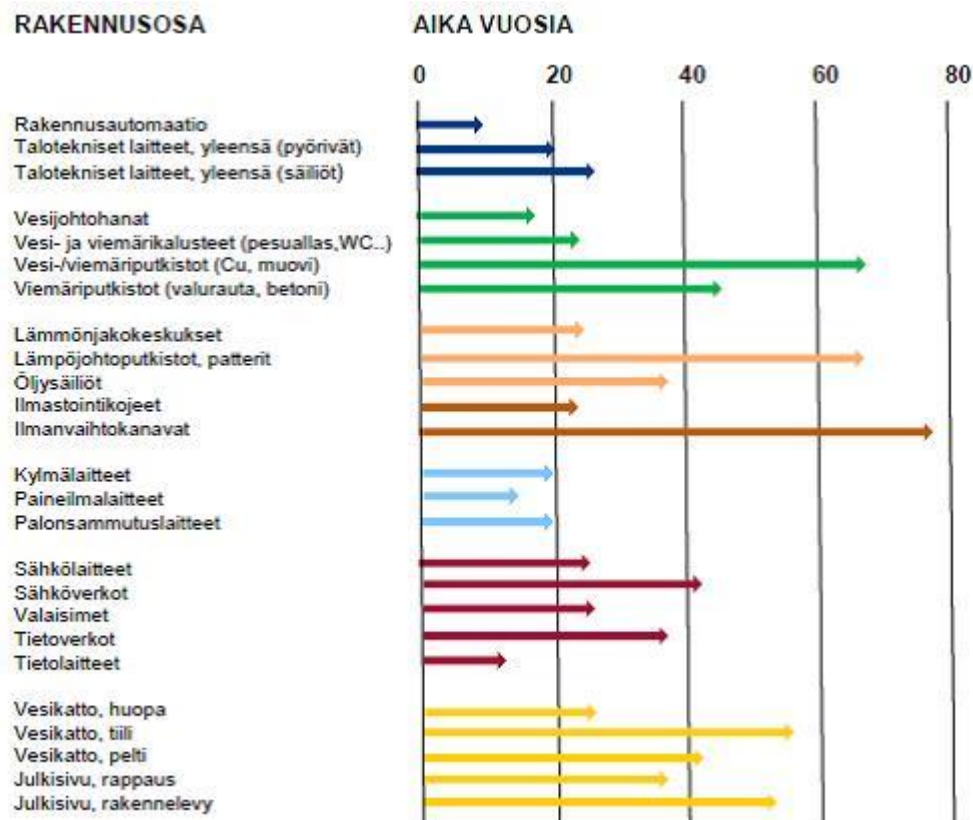 RAKENNUSOSA AIKA VUOSIA
0 20 40 60 80
Rakennusautomaatio
Talotekniset laitteet, yleensä (pyörivät)
Talotekniset laitteet, yleensä (säiliöt)
Vesijohtohanat
Vesi- ja viemärikalusteet (pesuallas,WC..)
Vesi-/viemäriputkistot (Cu, muovi)
Viemäriputkistot (valurauta, betoni)
Lämmönjakokeskukset
Lämpöjohtoputkistot, patterit
Öljysäiliöt
Ilmastointikojeet
Ilmanvaihtokanavat
Kylmälaitteet
Paineilmalaitteet
Palonsammutuslaitteet
Sähkölaitteet
Sähköverkot
Valaisimet
Tietoverkot
Tietolaitteet
Vesikatto, huopa
Vesikatto, tiili
Vesikatto, pelti
Julkisivu, rappaus
Julkisivu, rakennelevy